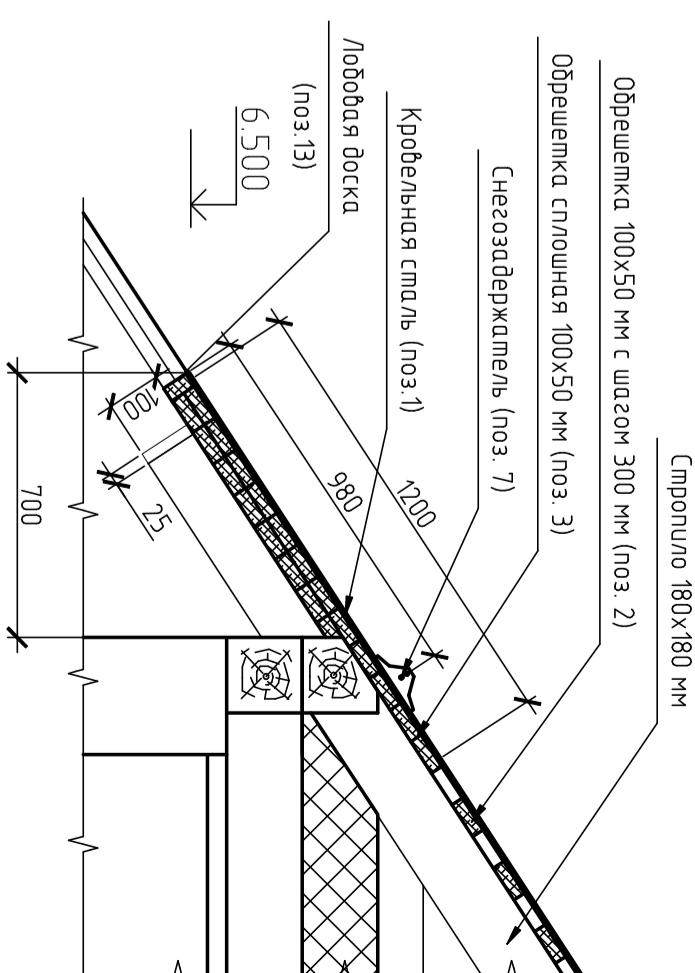 Стропило 180х180 мм
Обрешетка 100х50 мм с шагом 300 мм (поз. 2)
Обрешетка сплошная 100х50 мм (поз. 3)
Снегозадержатель (поз. 7)
Кровельная сталь (поз.1)
Лобовая доска
(поз.13)
6.500
1200
980
100
25
700